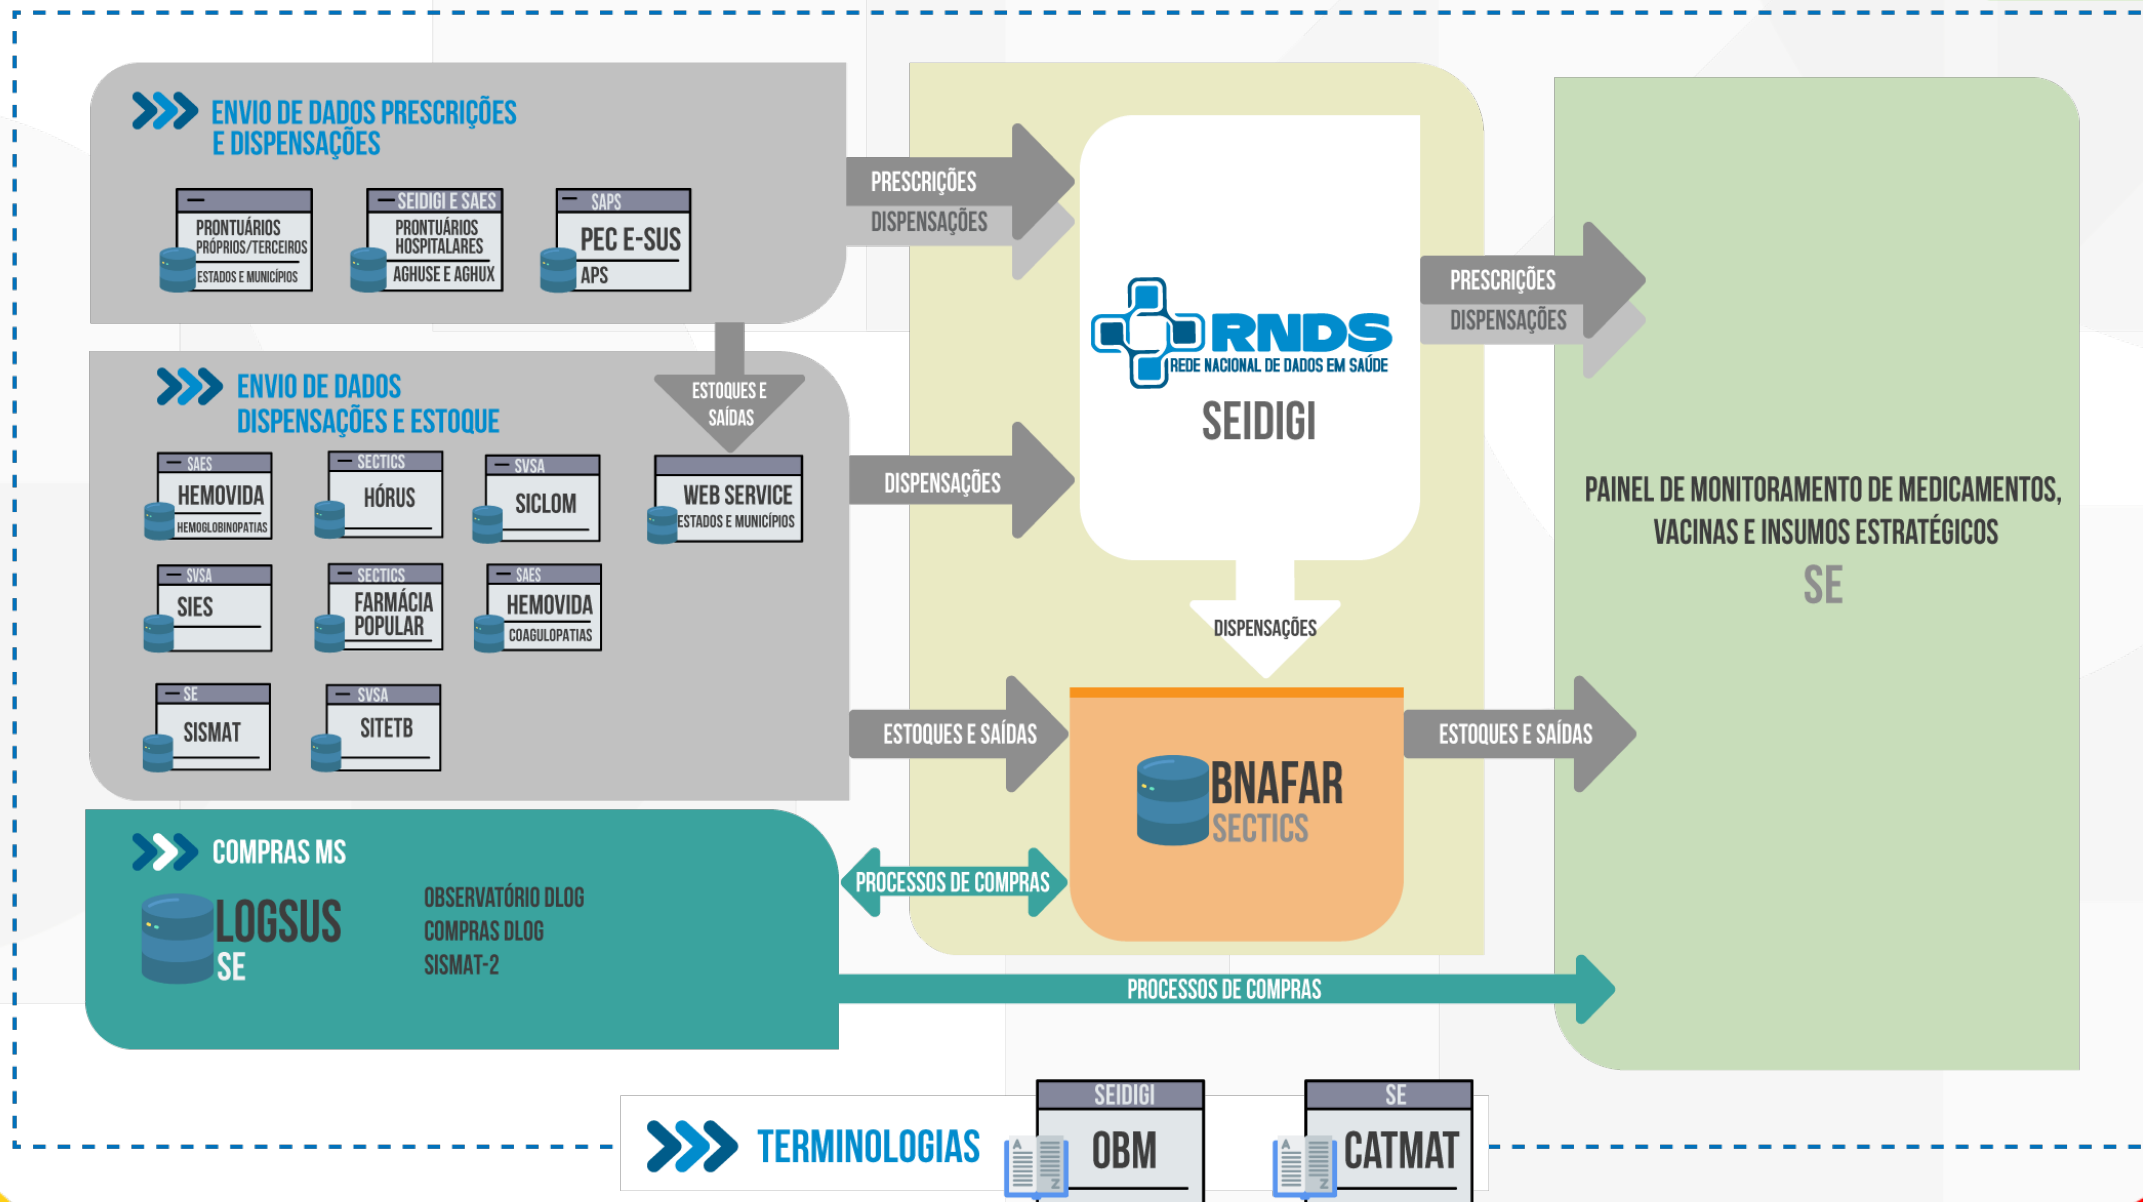 ENVIO DE DADOS PRESCRIÇÕES
E DISPENSAÇÕES
PRONTUÁRIOS
PRÓPRIOS/TERCEIROS
ESTADOS E MUNICÍPIOS
SEIDIGI E SAES
PRONTUÁRIOS
HOSPITALARES
AGHUSE E AGHUX
SAPS
PEC E-SUS
APS
PRESCRIÇÕES
DISPENSAÇÕES
ESTOQUES E
SAÍDAS
ENVIO DE DADOS
DISPENSAÇÕES E ESTOQUE
SAES
HEMOVIDA
HEMOGLOBINOPATIAS
SECTICS
HÓRUS
SVSA
SICLOM
WEB SERVICE
ESTADOS E MUNICÍPIOS
SVSA
SIES
SECTICS
FARMÁCIA
POPULAR
SAES
HEMOVIDA
COAGULOPATIAS
SE
SISMAT
SVSA
SITETB
DISPENSAÇÕES
ESTOQUES E SAÍDAS
RNDS
REDE NACIONAL DE DADOS EM SAÚDE
SEIDIGI
DISPENSAÇÕES
BNAFAR
SECTICS
PRESCRIÇÕES
DISPENSAÇÕES
ESTOQUES E SAÍDAS
PAINEL DE MONITORAMENTO DE MEDICAMENTOS,
VACINAS E INSUMOS ESTRATÉGICOS
SE
COMPRAS MS
LOGSUS
SE
OBSERVATÓRIO DLOG
COMPRAS DLOG
SISMAT-2
PROCESSOS DE COMPRAS
PROCESSOS DE COMPRAS
TERMINOLOGIAS
SEIDIGI
A
Z
OBM
SE
A
Z
CATMAT